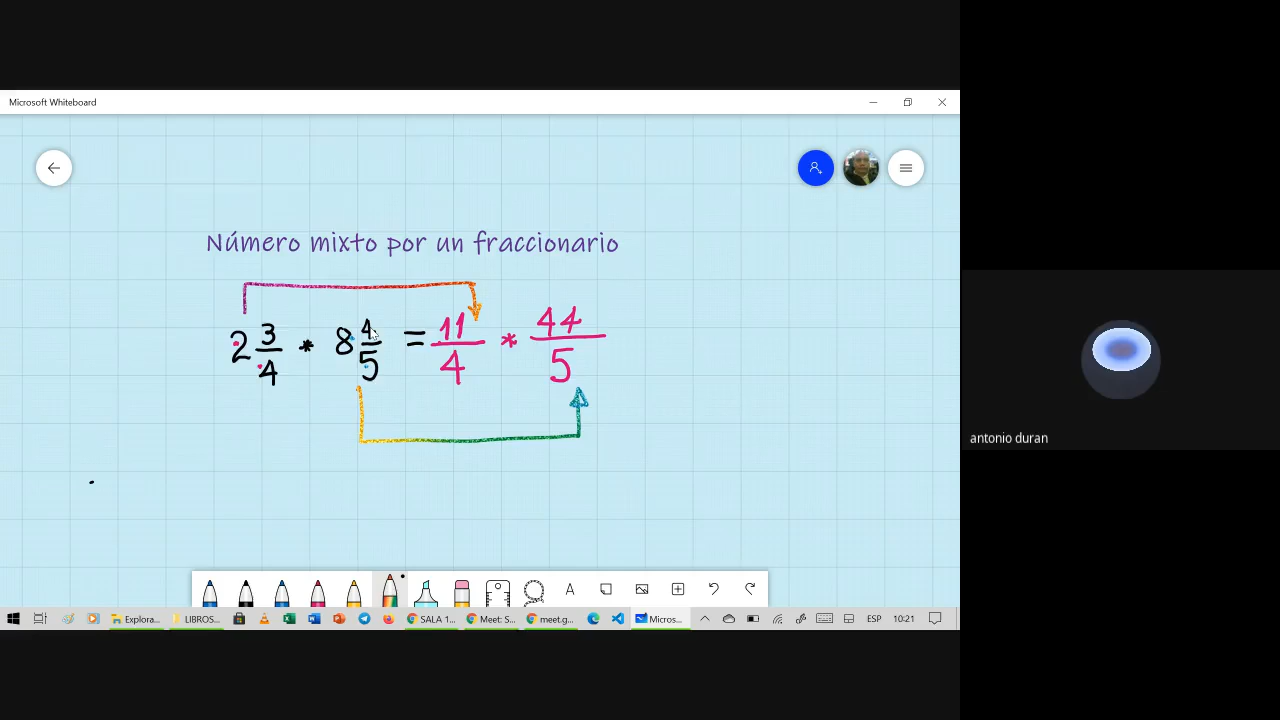 Microsoft Whiteboard
Número mixto por un fraccionario
2 3/4 * 8 4/5 = 11/4 * 44/5
antonio duran
A
Explora...
LIBROS...
SALA 1...
Meet: S...
meet.g...
Micros...
ESP
10:21